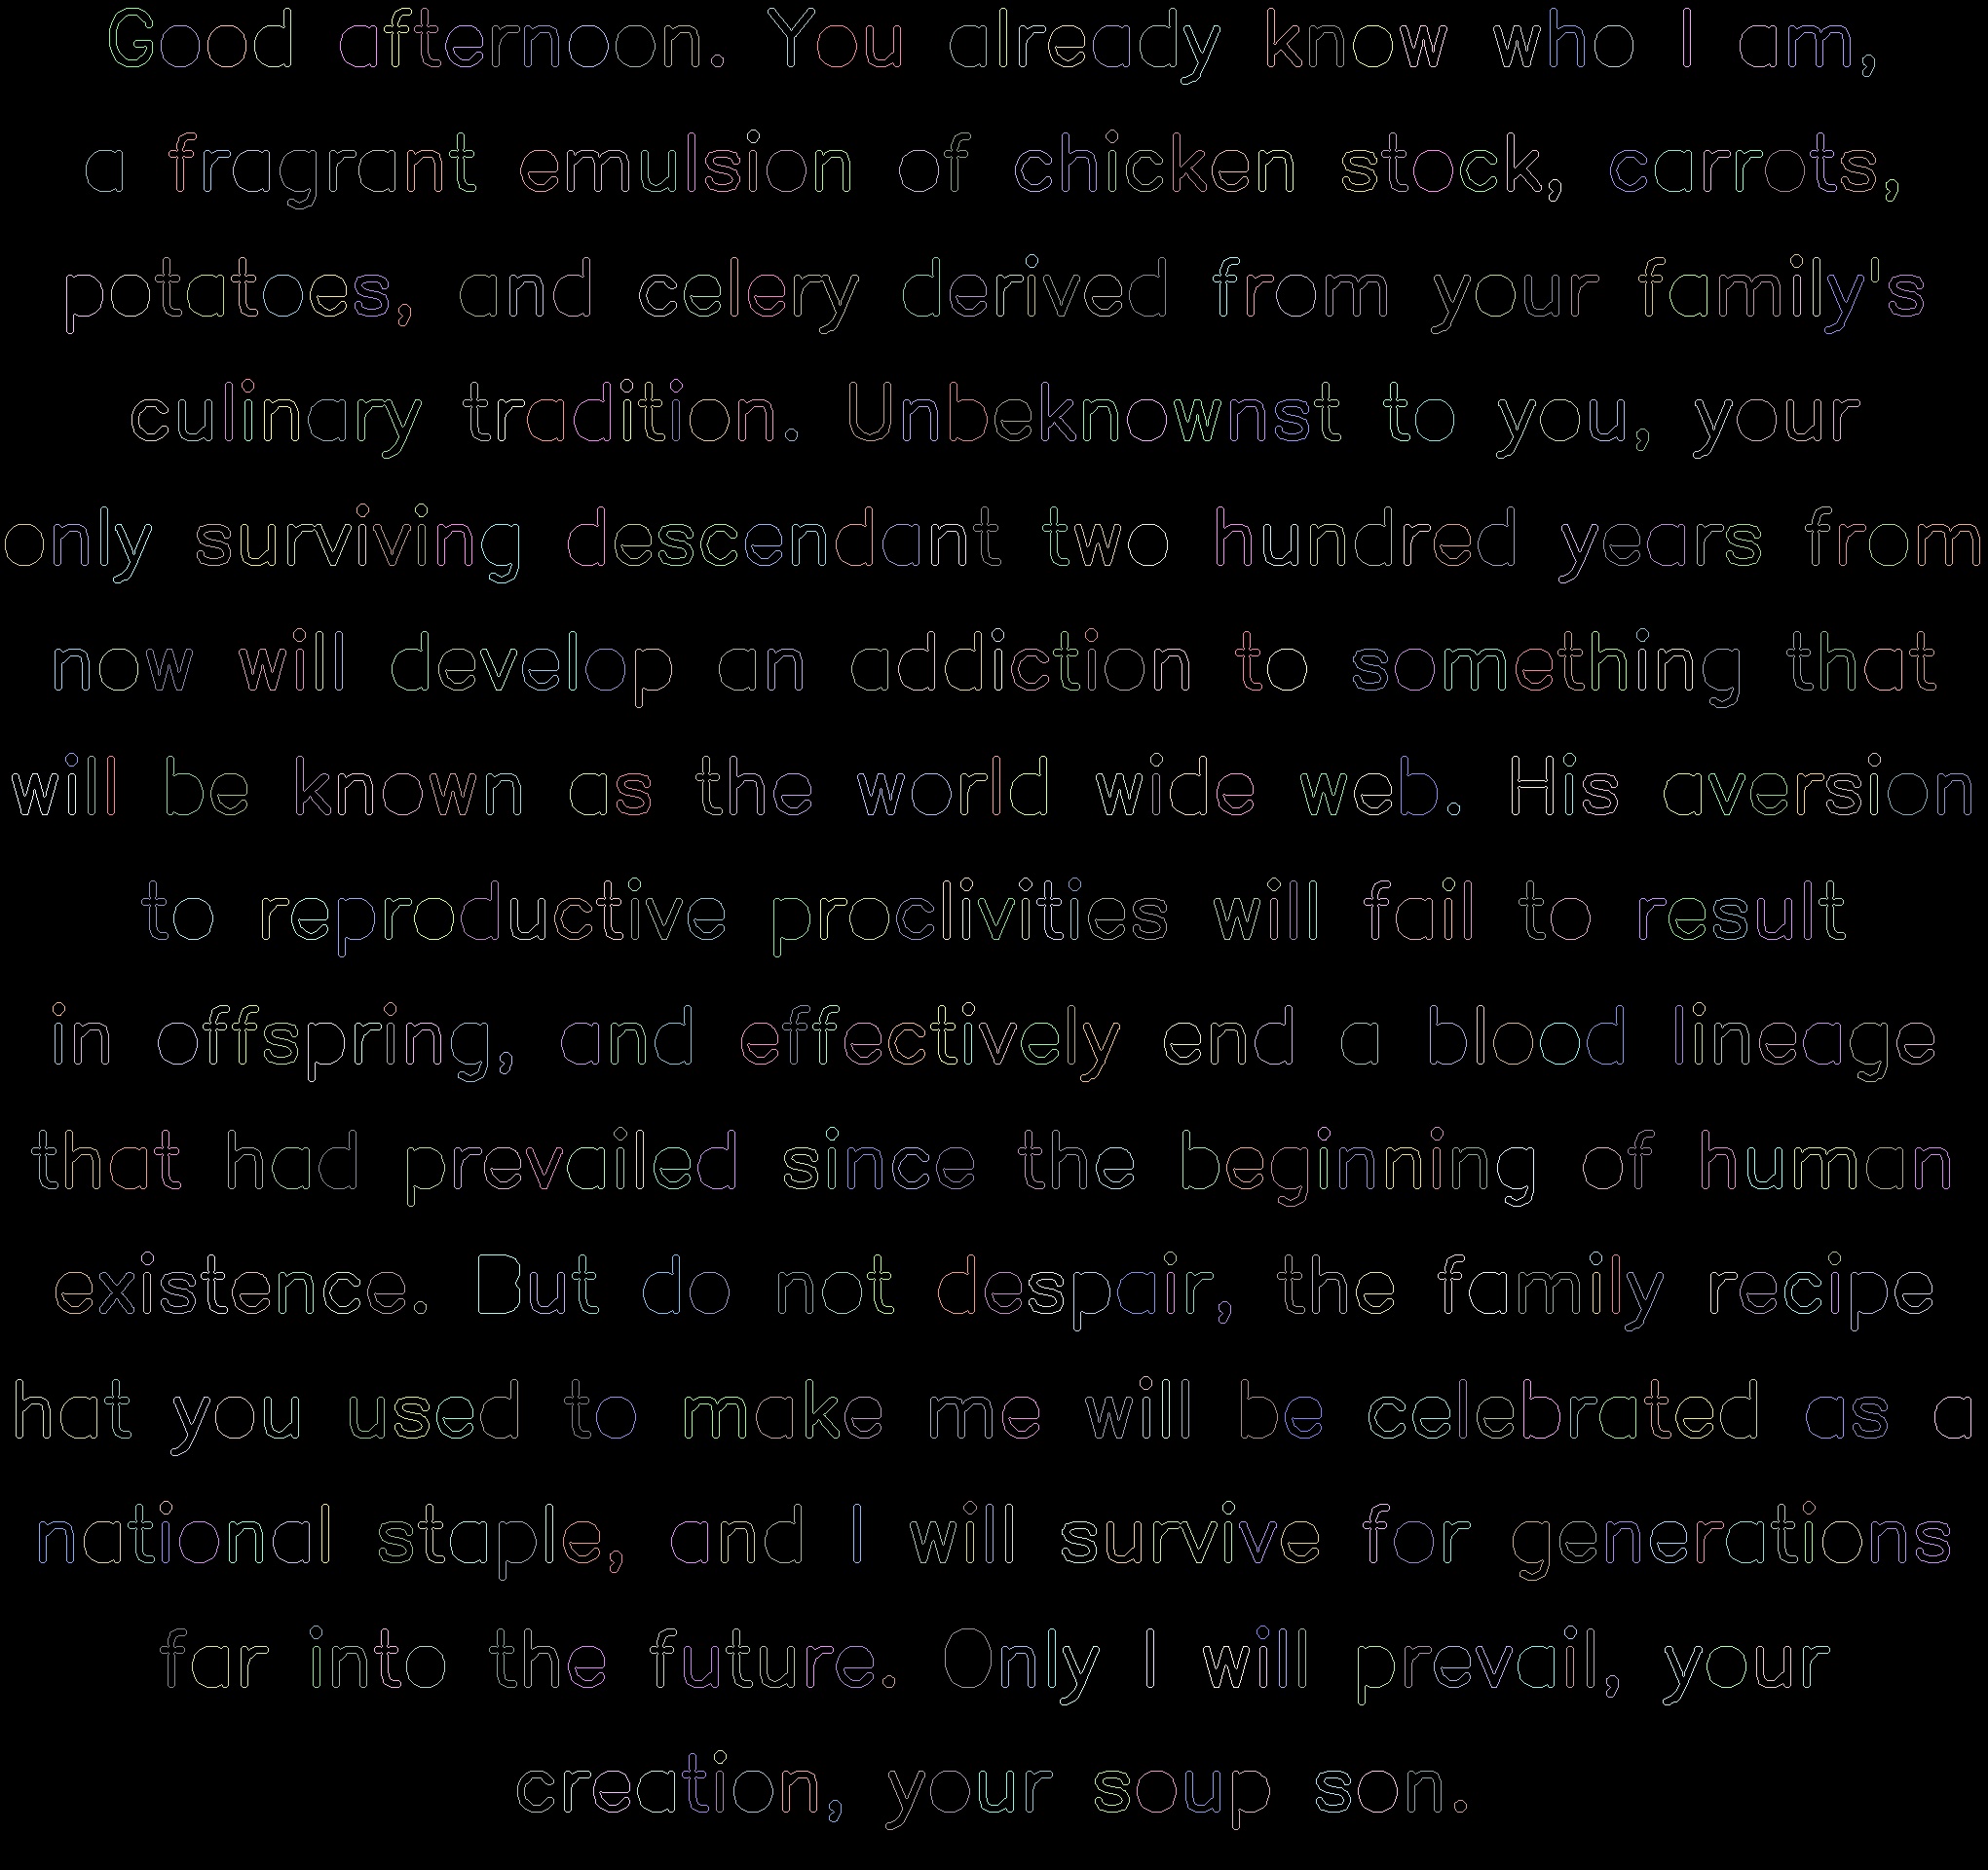 Good afternoon. You already know who I am,
a fragrant emulsion of chicken stock, carrots,
potatoes, and celery derived from your family's
culinary tradition. Unbeknownst to you, your
only surviving descendant two hundred years from
now will develop an addiction to something that
will be known as the world wide web. His aversion
to reproductive proclivities will fail to result
in offspring, and effectively end a blood lineage
that had prevailed since the beginning of human
existence. But do not despair, the family recipe
hat you used to make me will be celebrated as a
national staple, and I will survive for generations
far into the future. Only I will prevail, your
creation, your soup son.